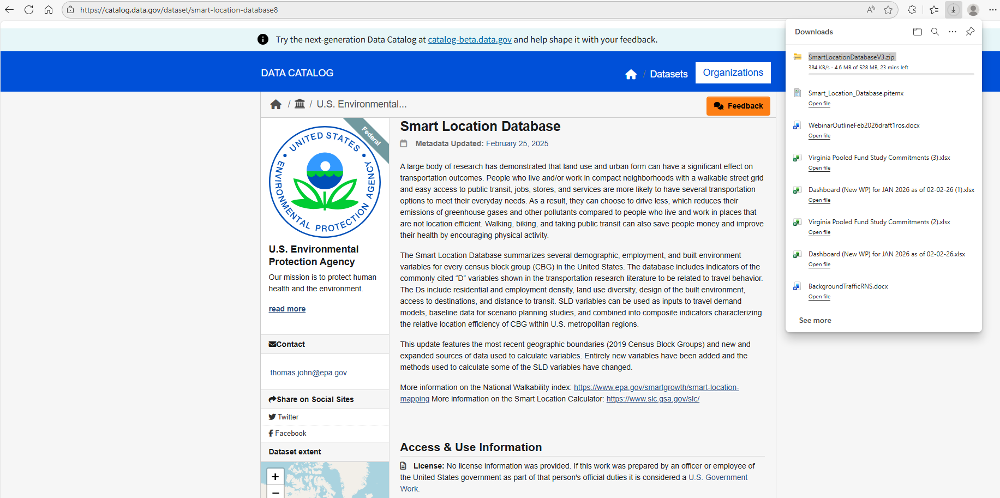 https://catalog.data.gov/dataset/smart-location-database8
Try the next-generation Data Catalog at catalog-beta.data.gov and help shape it with your feedback.
DATA CATALOG
/ Datasets
Organizations
/ / U.S. Environmental...
Feedback
Federal
UNITED STATES
ENVIRONMENTAL PROTECTION AGENCY
U.S. Environmental
Protection Agency
Our mission is to protect human
health and the environment.
read more
Contact
thomas.john@epa.gov
Share on Social Sites
Twitter
Facebook
Dataset extent
+
−
Smart Location Database
Metadata Updated: February 25, 2025
A large body of research has demonstrated that land use and urban form can have a significant effect on
transportation outcomes. People who live and/or work in compact neighborhoods with a walkable street grid
and easy access to public transit, jobs, stores, and services are more likely to have several transportation
options to meet their everyday needs. As a result, they can choose to drive less, which reduces their
emissions of greenhouse gases and other pollutants compared to people who live and work in places that
are not location efficient. Walking, biking, and taking public transit can also save people money and improve
their health by encouraging physical activity.
The Smart Location Database summarizes several demographic, employment, and built environment
variables for every census block group (CBG) in the United States. The database includes indicators of the
commonly cited “D” variables shown in the transportation research literature to be related to travel behavior.
The Ds include residential and employment density, land use diversity, design of the built environment,
access to destinations, and distance to transit. SLD variables can be used as inputs to travel demand
models, baseline data for scenario planning studies, and combined into composite indicators characterizing
the relative location efficiency of CBG within U.S. metropolitan regions.
This update features the most recent geographic boundaries (2019 Census Block Groups) and new and
expanded sources of data used to calculate variables. Entirely new variables have been added and the
methods used to calculate some of the SLD variables have changed.
More information on the National Walkability index: https://www.epa.gov/smartgrowth/smart-location-
mapping More information on the Smart Location Calculator: https://www.slc.gsa.gov/slc/
Access & Use Information
License: No license information was provided. If this work was prepared by an officer or employee of
the United States government as part of that person's official duties it is considered a U.S. Government
Work.
Downloads
SmartLocationDatabaseV3.zip
384 KB/s - 4.6 MB of 528 MB, 23 mins left
Smart_Location_Database.pitemx
Open file
WebinarOutlineFeb2026draft1ros.docx
Open file
Virginia Pooled Fund Study Commitments (3).xlsx
Open file
Dashboard (New WP) for JAN 2026 as of 02-02-26 (1).xlsx
Open file
Virginia Pooled Fund Study Commitments (2).xlsx
Open file
Dashboard (New WP) for JAN 2026 as of 02-02-26.xlsx
Open file
BackgroundTrafficRNS.docx
Open file
See more